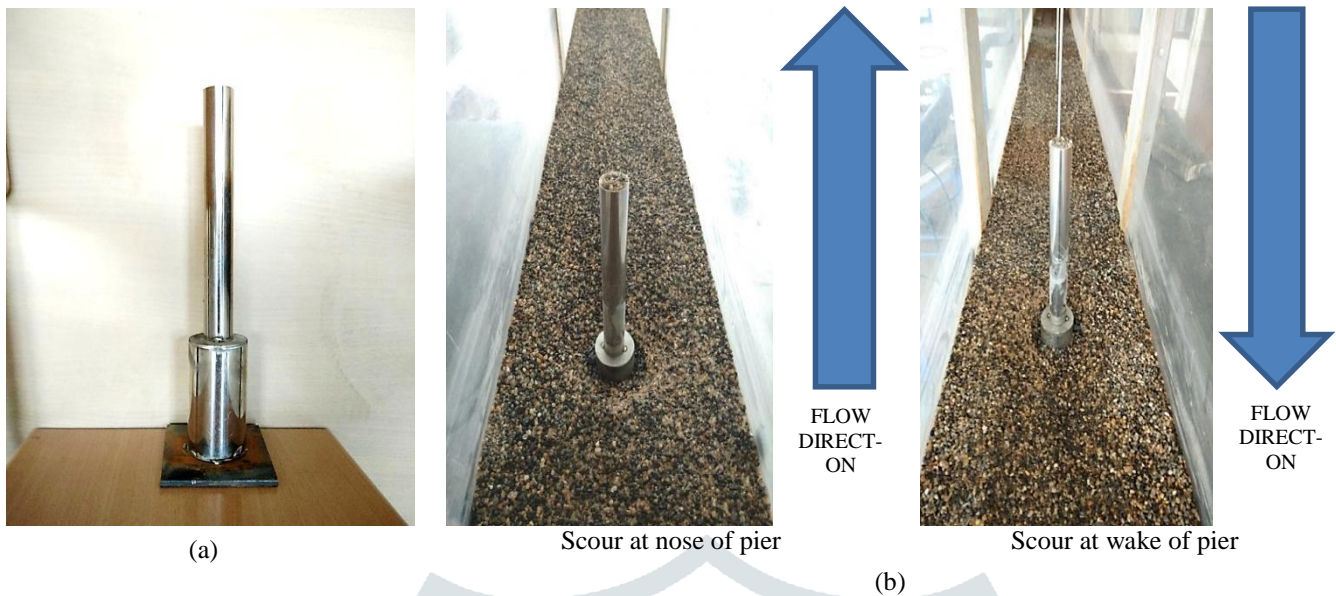 FLOW
DIRECT-
ON
FLOW
DIRECT-
ON
(a)
Scour at nose of pier
Scour at wake of pier
(b)